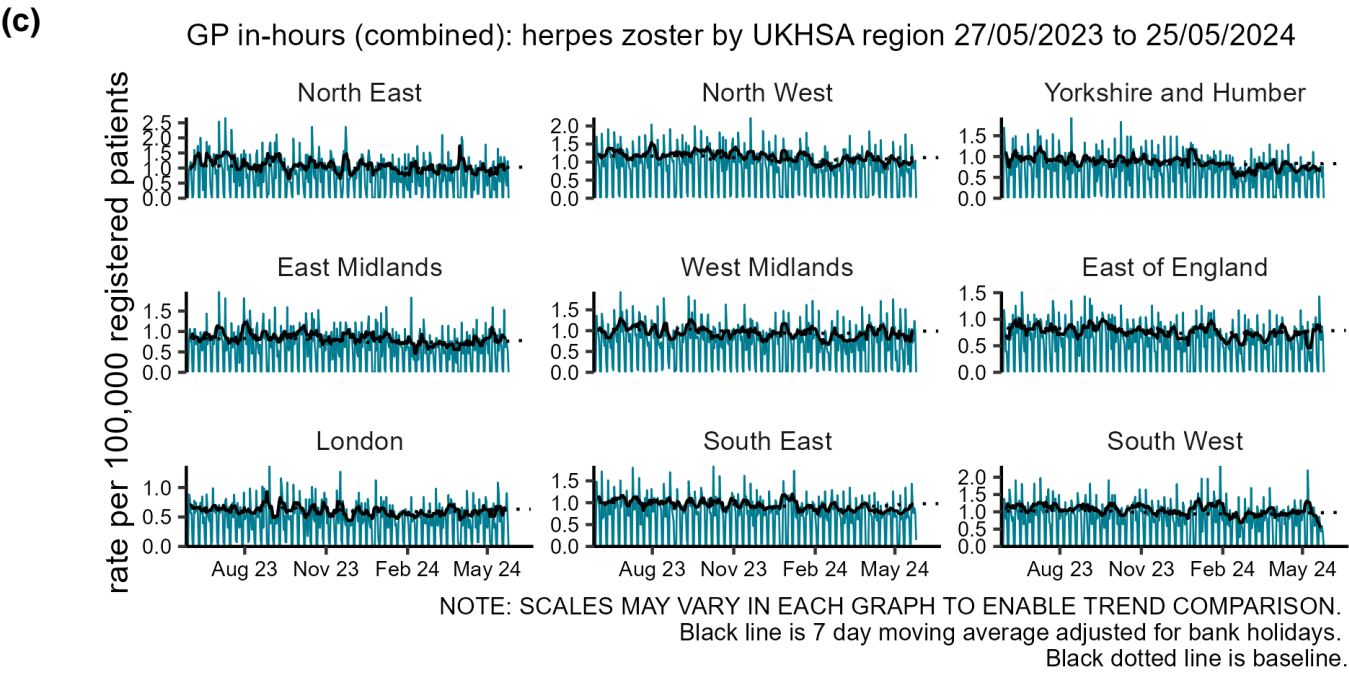 (c)
GP in-hours (combined): herpes zoster by UKHSA region 27/05/2023 to 25/05/2024
rate per 100,000 registered patients
North East
2.5
2.0
1.5
1.0
0.5
0.0
North West
2.0
1.5
1.0
0.5
0.0
Yorkshire and Humber
1.5
1.0
0.5
0.0
East Midlands
1.5
1.0
0.5
0.0
West Midlands
1.5
1.0
0.5
0.0
East of England
1.5
1.0
0.5
0.0
London
1.0
0.5
0.0
Aug 23 Nov 23 Feb 24 May 24
South East
1.5
1.0
0.5
0.0
Aug 23 Nov 23 Feb 24 May 24
South West
2.0
1.5
1.0
0.5
0.0
Aug 23 Nov 23 Feb 24 May 24
NOTE: SCALES MAY VARY IN EACH GRAPH TO ENABLE TREND COMPARISON.
Black line is 7 day moving average adjusted for bank holidays.
Black dotted line is baseline.